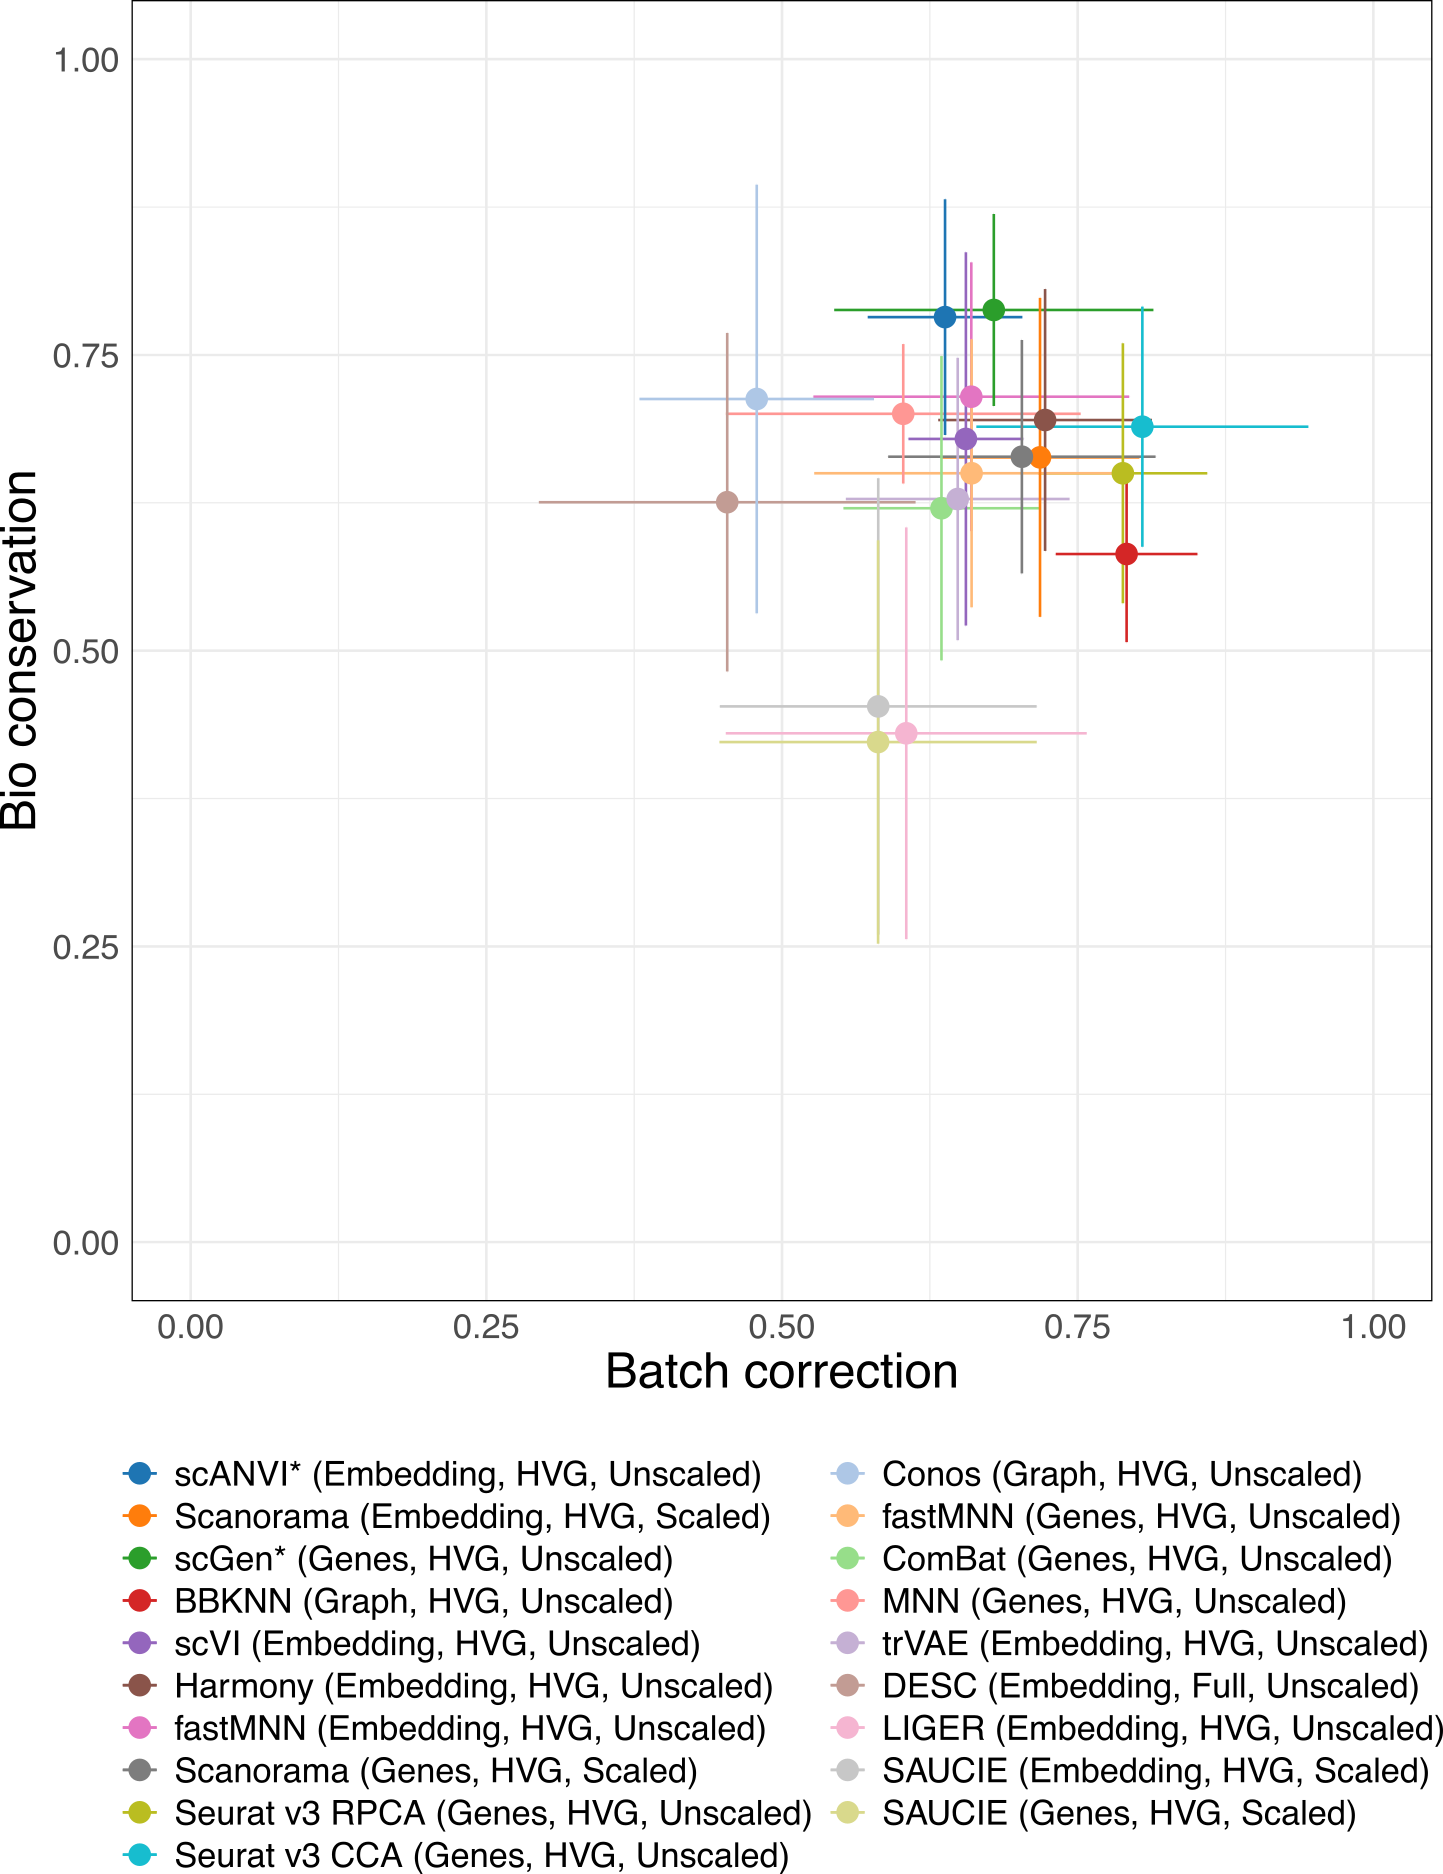 1.00
0.75
0.50
0.25
0.00
Bio conservation
0.00 0.25 0.50 0.75 1.00
Batch correction
scANVI* (Embedding, HVG, Unscaled)
Scanorama (Embedding, HVG, Scaled)
scGen* (Genes, HVG, Unscaled)
BBKNN (Graph, HVG, Unscaled)
scVI (Embedding, HVG, Unscaled)
Harmony (Embedding, HVG, Unscaled)
fastMNN (Embedding, HVG, Unscaled)
Scanorama (Genes, HVG, Scaled)
Seurat v3 RPCA (Genes, HVG, Unscaled)
Seurat v3 CCA (Genes, HVG, Unscaled)
Conos (Graph, HVG, Unscaled)
fastMNN (Genes, HVG, Unscaled)
ComBat (Genes, HVG, Unscaled)
MNN (Genes, HVG, Unscaled)
trVAE (Embedding, HVG, Unscaled)
DESC (Embedding, Full, Unscaled)
LIGER (Embedding, HVG, Unscaled)
SAUCIE (Embedding, HVG, Scaled)
SAUCIE (Genes, HVG, Scaled)